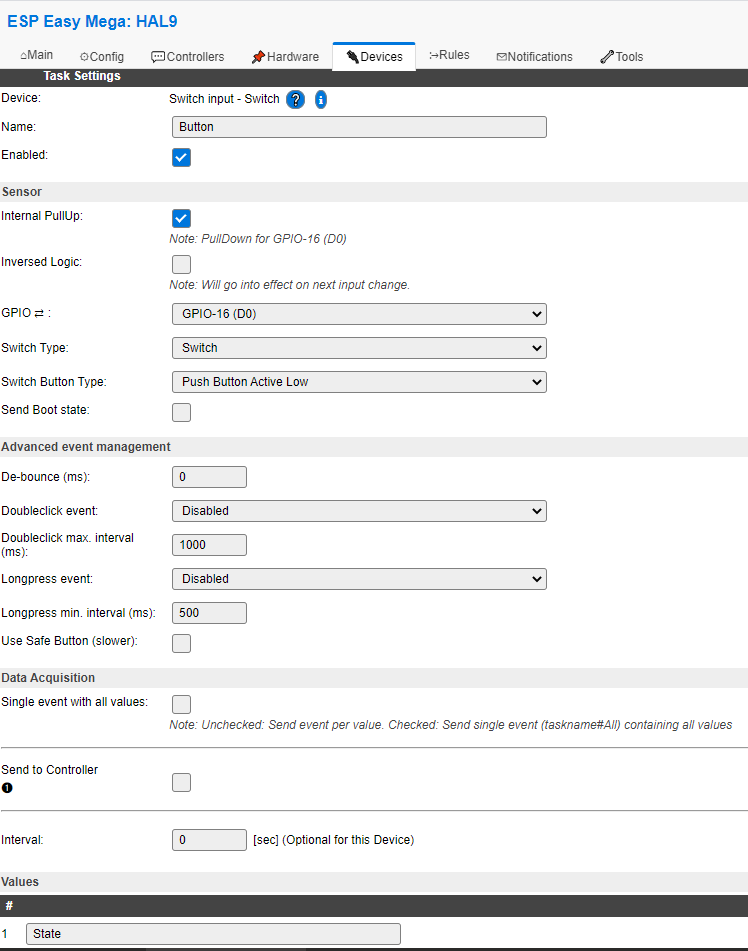 ESP Easy Mega: HAL9
Main Config Controllers Hardware Devices Rules Notifications Tools
Task Settings
Device: Switch input - Switch ? i
Name: Button
Enabled:
Sensor
Internal PullUp:
Note: PullDown for GPIO-16 (D0)
Inversed Logic:
Note: Will go into effect on next input change.
GPIO ⇄ : GPIO-16 (D0)
Switch Type: Switch
Switch Button Type: Push Button Active Low
Send Boot state:
Advanced event management
De-bounce (ms): 0
Doubleclick event: Disabled
Doubleclick max. interval
(ms): 1000
Longpress event: Disabled
Longpress min. interval (ms): 500
Use Safe Button (slower):
Data Acquisition
Single event with all values:
Note: Unchecked: Send event per value. Checked: Send single event (taskname#All) containing all values
Send to Controller
❶
Interval: 0 [sec] (Optional for this Device)
Values
#
1 State